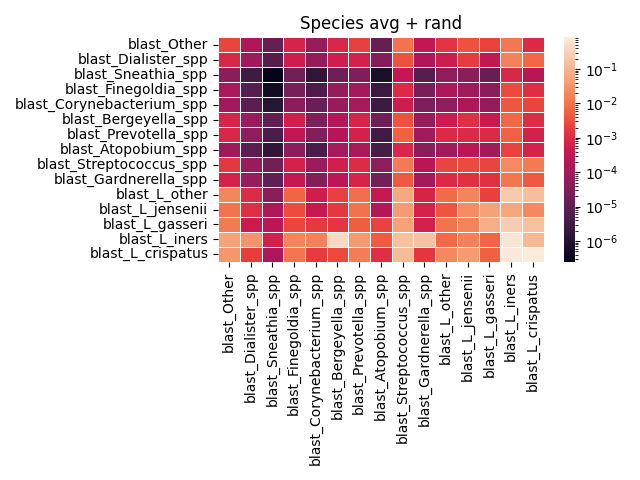 Species avg + rand
blast_Other
blast_Dialister_spp
blast_Sneathia_spp
blast_Finegoldia_spp
blast_Corynebacterium_spp
blast_Bergeyella_spp
blast_Prevotella_spp
blast_Atopobium_spp
blast_Streptococcus_spp
blast_Gardnerella_spp
blast_L_other
blast_L_jensenii
blast_L_gasseri
blast_L_iners
blast_L_crispatus
blast_Other
blast_Dialister_spp
blast_Sneathia_spp
blast_Finegoldia_spp
blast_Corynebacterium_spp
blast_Bergeyella_spp
blast_Prevotella_spp
blast_Atopobium_spp
blast_Streptococcus_spp
blast_Gardnerella_spp
blast_L_other
blast_L_jensenii
blast_L_gasseri
blast_L_iners
blast_L_crispatus
10⁻¹
10⁻²
10⁻³
10⁻⁴
10⁻⁵
10⁻⁶